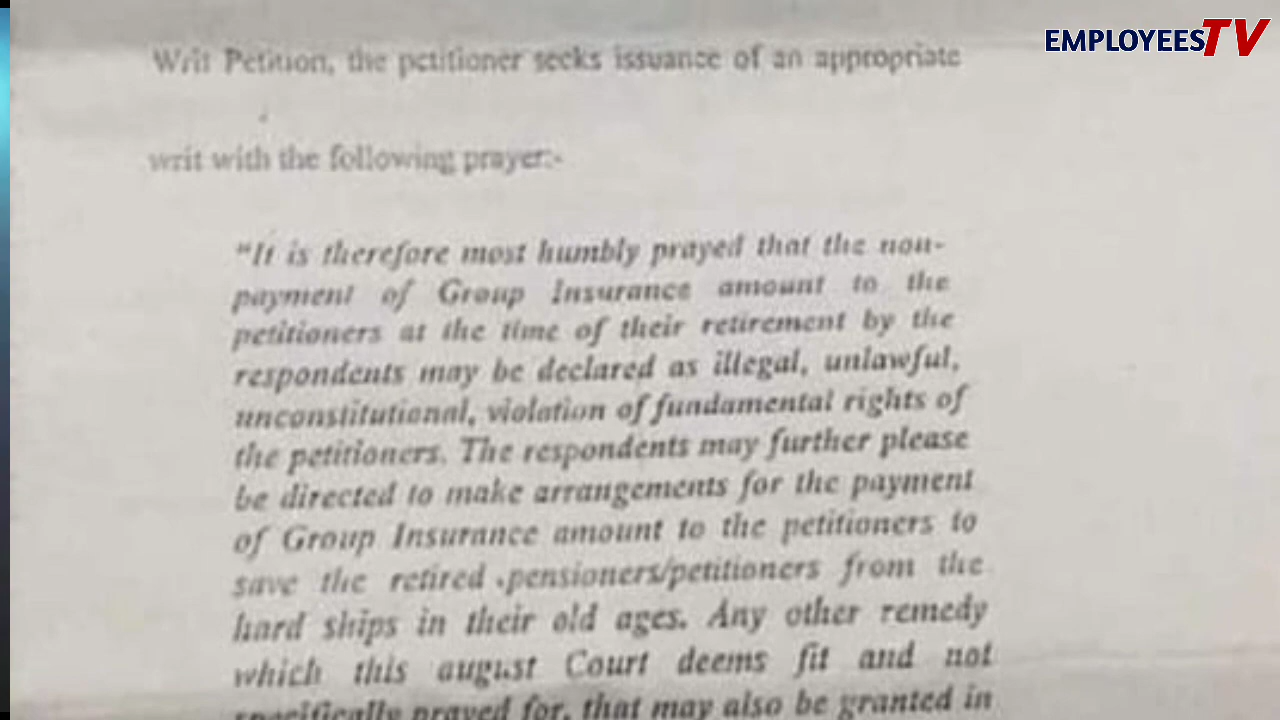 EMPLOYEESTV
Writ Petition, the petitioner seeks issuance of an appropriate
writ with the following prayer:-
"It is therefore most humbly prayed that the non-
payment of Group Insurance amount to the
petitioners at the time of their retirement by the
respondents may be declared as illegal, unlawful,
unconstitutional, violation of fundamental rights of
the petitioners. The respondents may further please
be directed to make arrangements for the payment
of Group Insurance amount to the petitioners to
save the retired pensioners/petitioners from the
hard ships in their old ages. Any other remedy
which this august Court deems fit and not
specifically prayed for, that may also be granted in